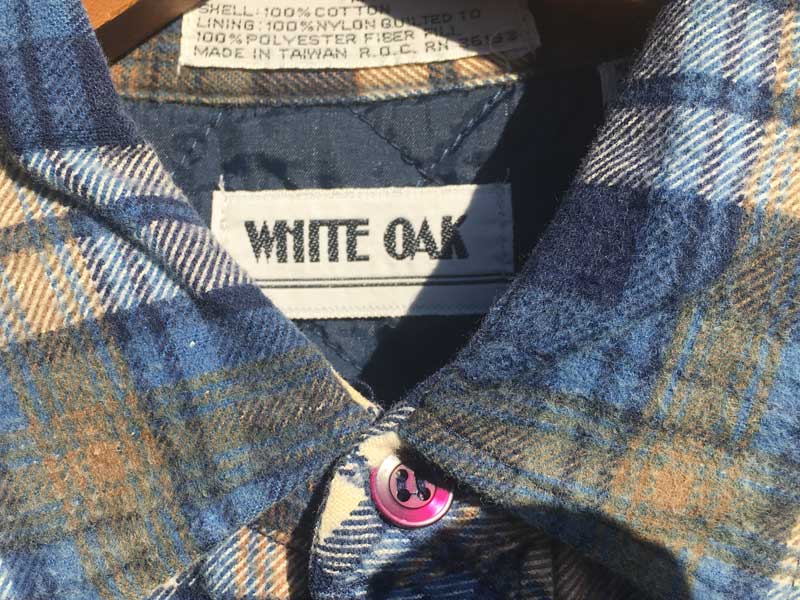 SHELL: 100% COTTON
LINING: 100% NYLON QUILTED TO
100% POLYESTER FIBER FILL
MADE IN TAIWAN R.O.C. RN
WHITE OAK